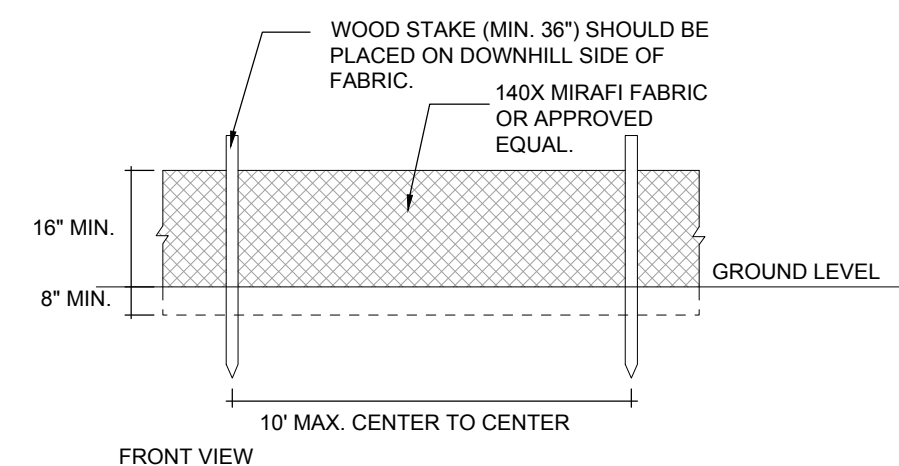 WOOD STAKE (MIN. 36") SHOULD BE
PLACED ON DOWNHILL SIDE OF
FABRIC.
140X MIRAFI FABRIC
OR APPROVED
EQUAL.
16" MIN.
GROUND LEVEL
8" MIN.
10' MAX. CENTER TO CENTER
FRONT VIEW